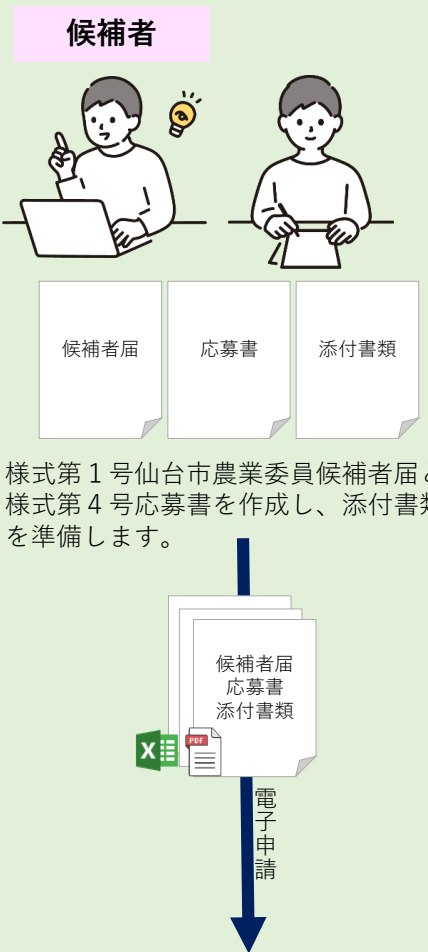 候補者
候補者届
応募書
添付書類
様式第１号仙台市農業委員候補者届
様式第４号応募書を作成し、添付書類
を準備します。
候補者届
応募書
添付書類
X
PDF
電子申請